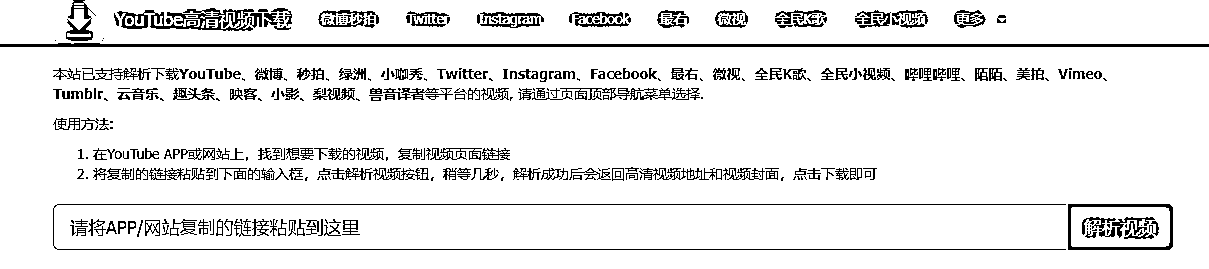 YouTube高清视频下载 微博秒拍 Twitter Instagram Facebook 最右 微视 全民K歌 全民小视频 更多
本站已支持解析下载YouTube、微博、秒拍、绿洲、小咖秀、Twitter、Instagram、Facebook、最右、微视、全民K歌、全民小视频、哔哩哔哩、陌陌、美拍、Vimeo、
Tumblr、云音乐、趣头条、映客、小影、梨视频、兽音译者等平台的视频, 请通过页面顶部导航菜单选择.
使用方法:
1. 在YouTube APP或网站上，找到想要下载的视频，复制视频页面链接
2. 将复制的链接粘贴到下面的输入框，点击解析视频按钮，稍等几秒，解析成功后会返回高清视频地址和视频封面，点击下载即可
请将APP/网站复制的链接粘贴到这里 解析视频